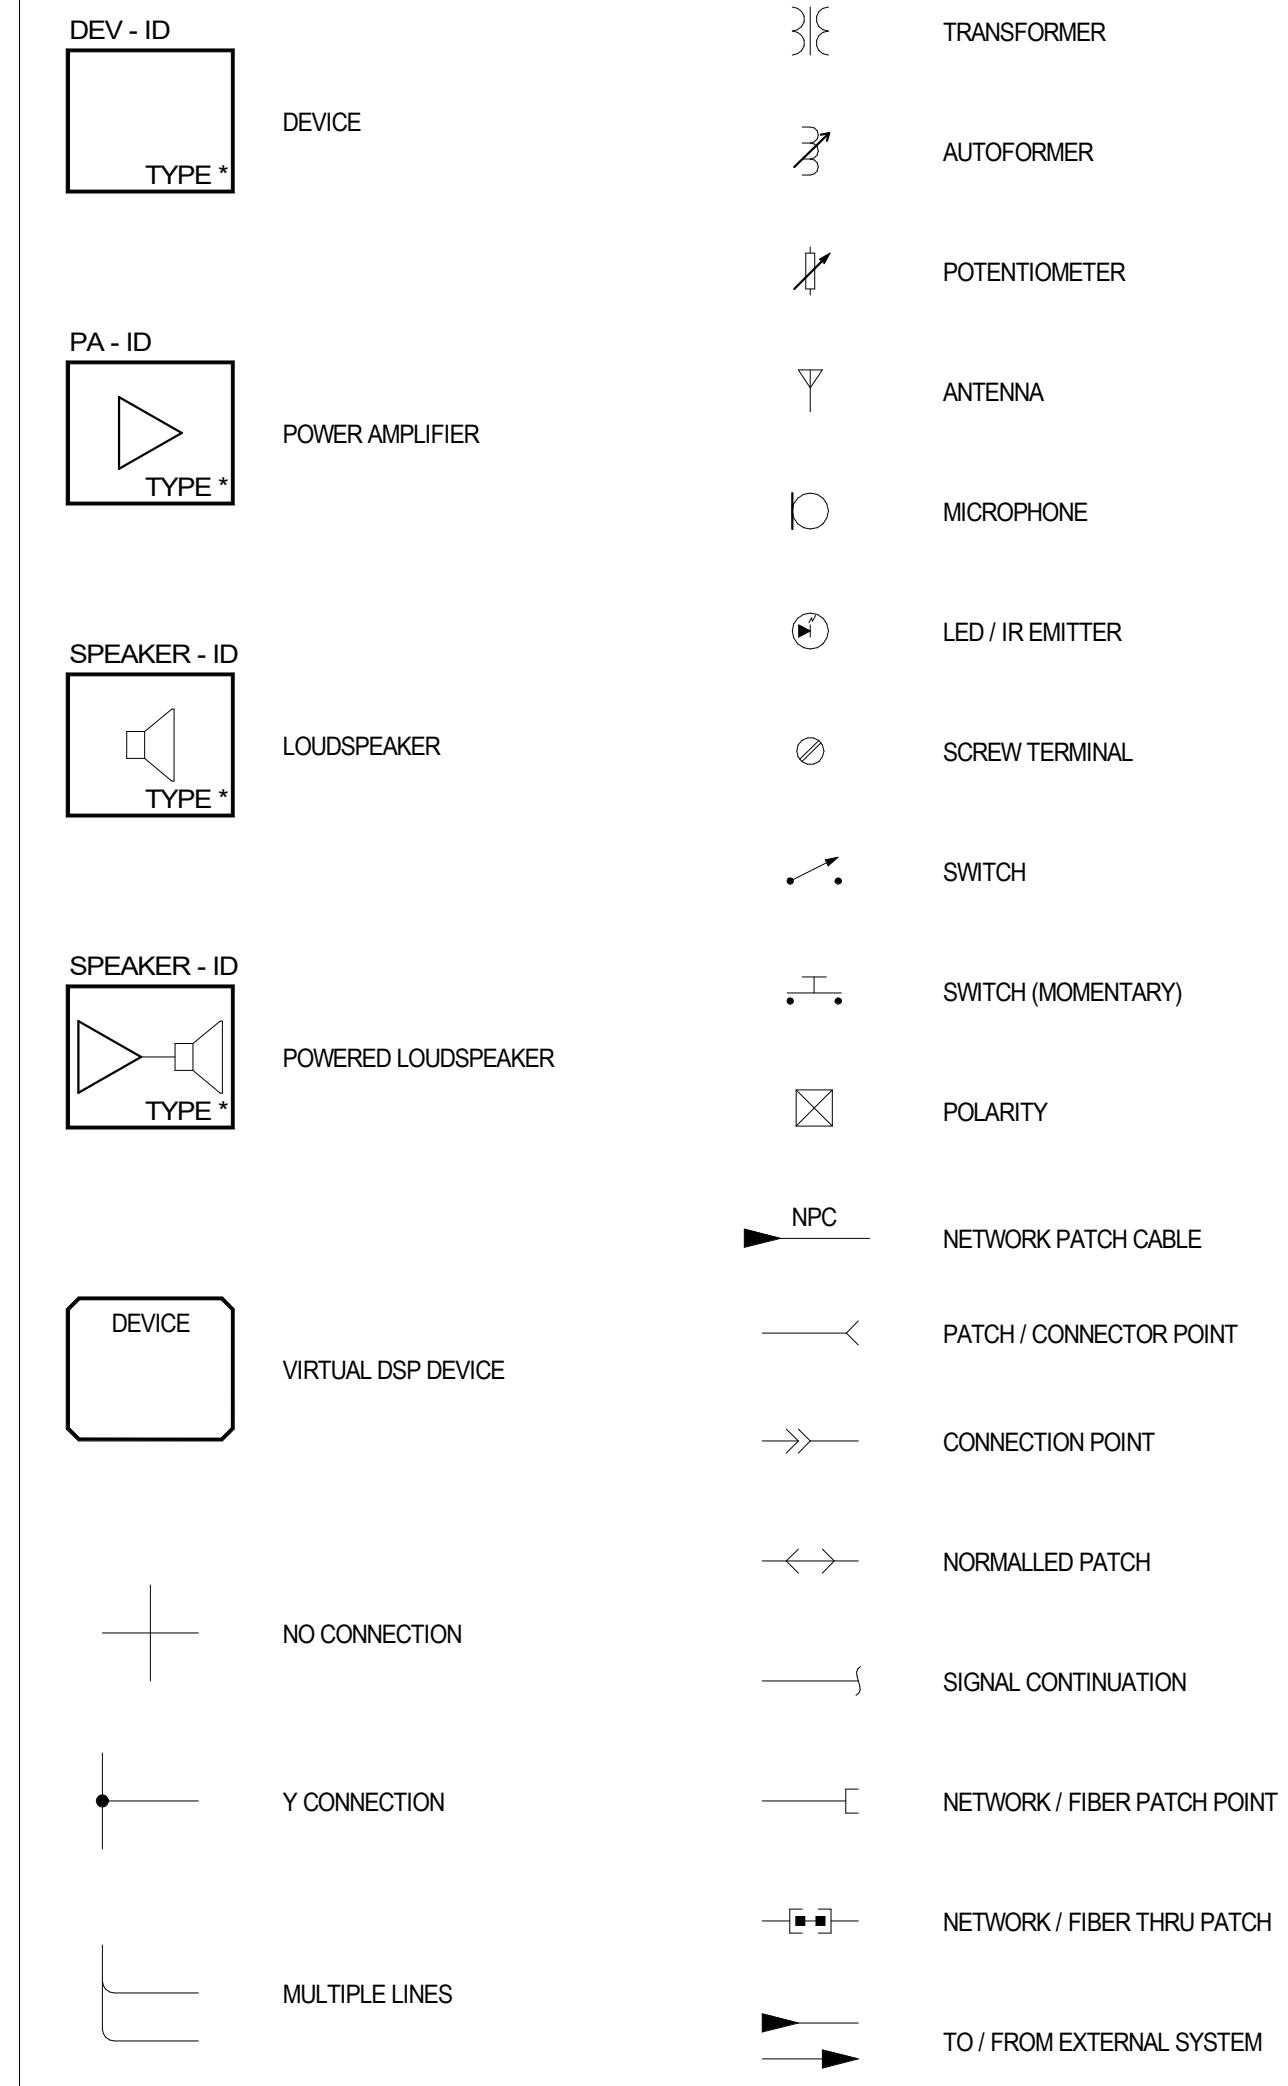 DEV - ID
TYPE *
DEVICE
PA - ID
TYPE *
POWER AMPLIFIER
SPEAKER - ID
TYPE *
LOUDSPEAKER
SPEAKER - ID
TYPE *
POWERED LOUDSPEAKER
DEVICE
VIRTUAL DSP DEVICE
NO CONNECTION
Y CONNECTION
MULTIPLE LINES
TRANSFORMER
AUTOFORMER
POTENTIOMETER
ANTENNA
MICROPHONE
LED / IR EMITTER
SCREW TERMINAL
SWITCH
SWITCH (MOMENTARY)
POLARITY
NPC
NETWORK PATCH CABLE
PATCH / CONNECTOR POINT
CONNECTION POINT
NORMALLED PATCH
SIGNAL CONTINUATION
NETWORK / FIBER PATCH POINT
NETWORK / FIBER THRU PATCH
TO / FROM EXTERNAL SYSTEM